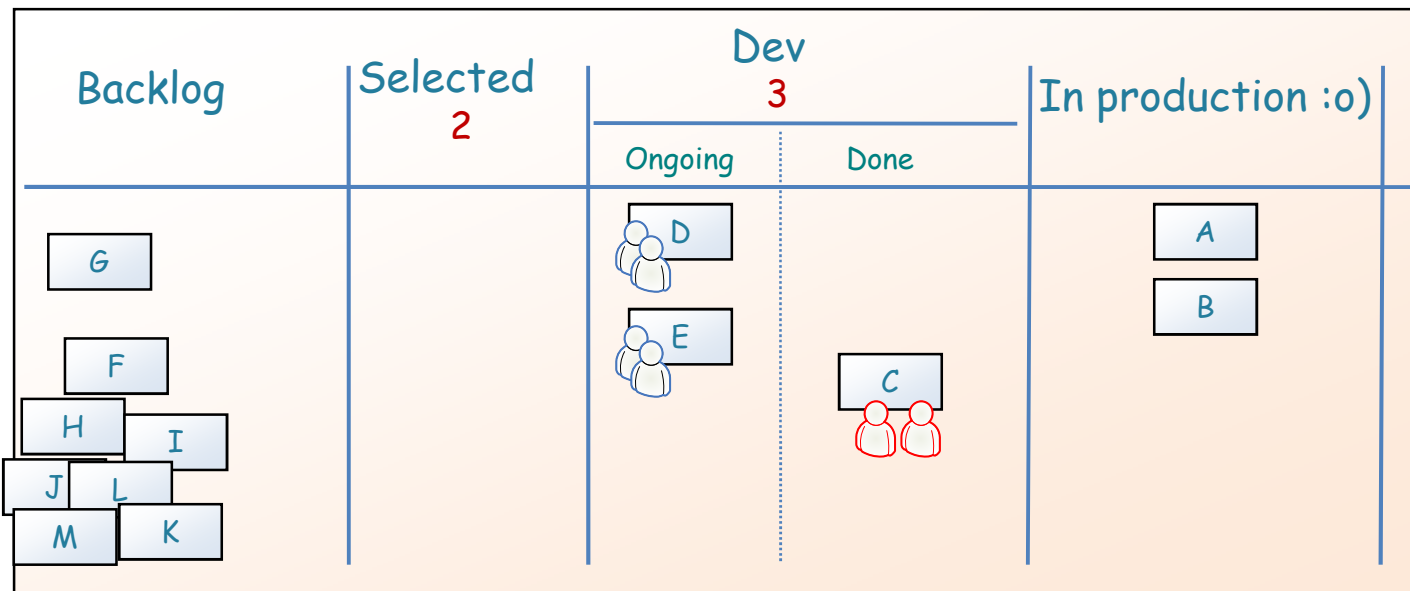 Backlog
Selected
2
Dev
3
Ongoing
Done
In production :o)
G
F
H
I
J
L
M
K
D
E
C
A
B